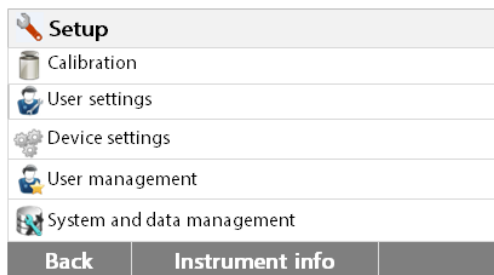 Setup
Calibration
User settings
Device settings
User management
System and data management
Back Instrument info